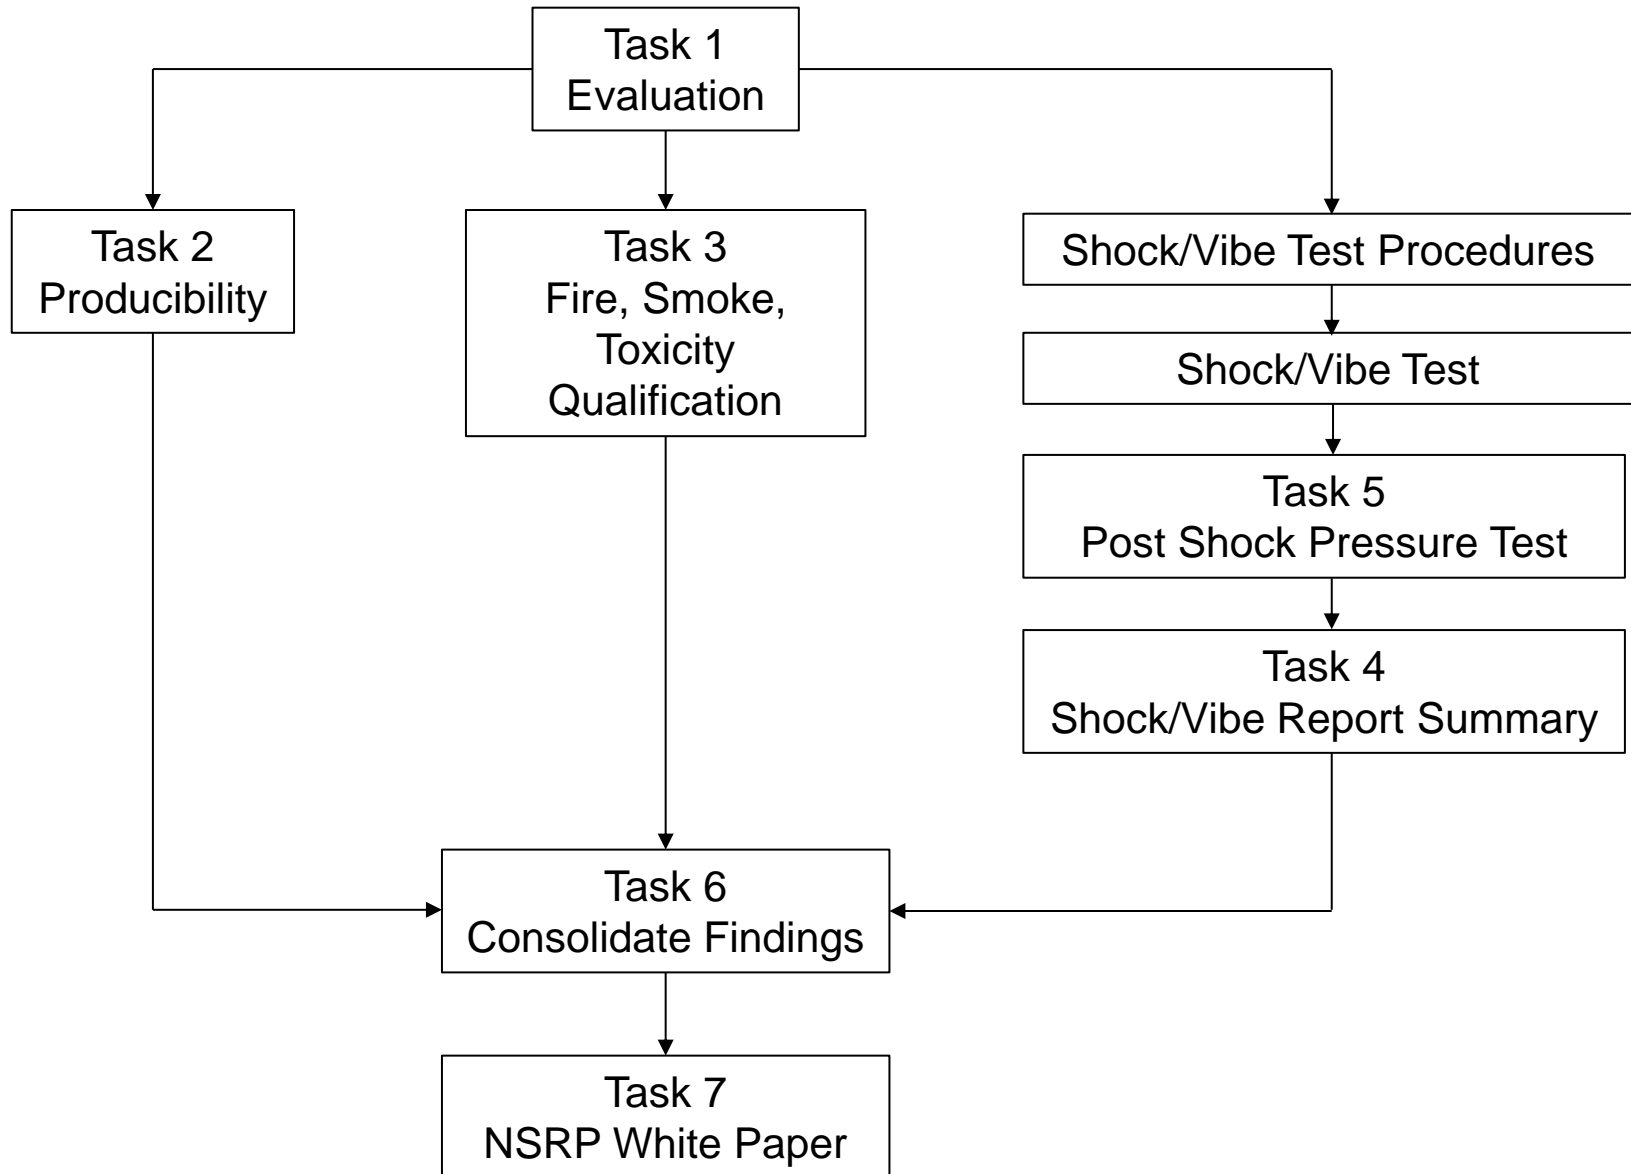 Task 1
Evaluation
Task 2
Producibility
Task 3
Fire, Smoke,
Toxicity
Qualification
Shock/Vibe Test Procedures
Shock/Vibe Test
Task 5
Post Shock Pressure Test
Task 4
Shock/Vibe Report Summary
Task 6
Consolidate Findings
Task 7
NSRP White Paper